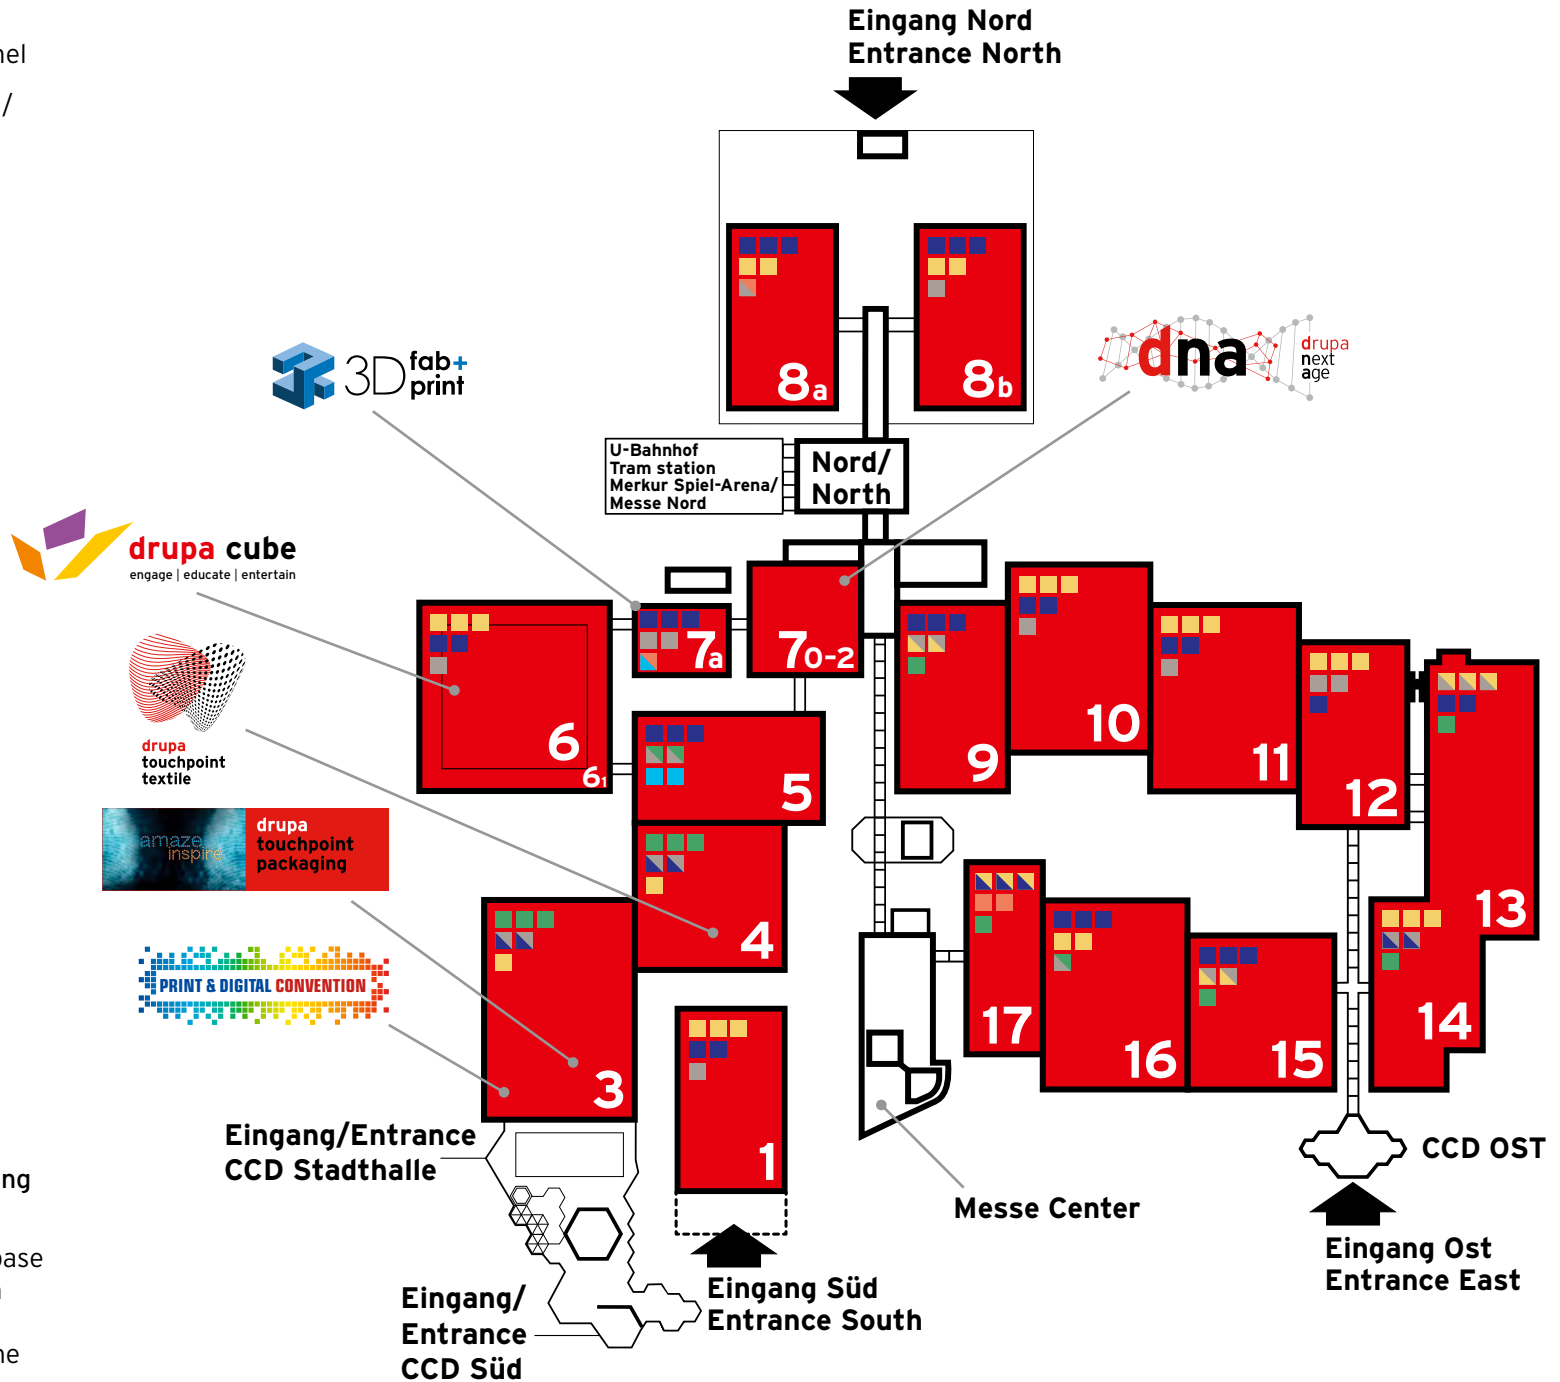 Eingang Nord
Entrance North
nel
/
8a
8b
dna
drupa
next
age
3D fab+
print
U-Bahnhof
Tram station
Merkur Spiel-Arena/
Messe Nord
Nord/
North
drupa cube
engage | educate | entertain
7a
70-2
6
61
5
9
10
11
12
13
drupa
touchpoint
textile
amaze
inspire
drupa
touchpoint
packaging
4
PRINT & DIGITAL CONVENTION
3
1
17
16
15
14
Eingang/Entrance
CCD Stadthalle
Messe Center
CCD OST
ng
Eingang Ost
Entrance East
base
Eingang Süd
Entrance South
Eingang/
Entrance
CCD Süd
ne